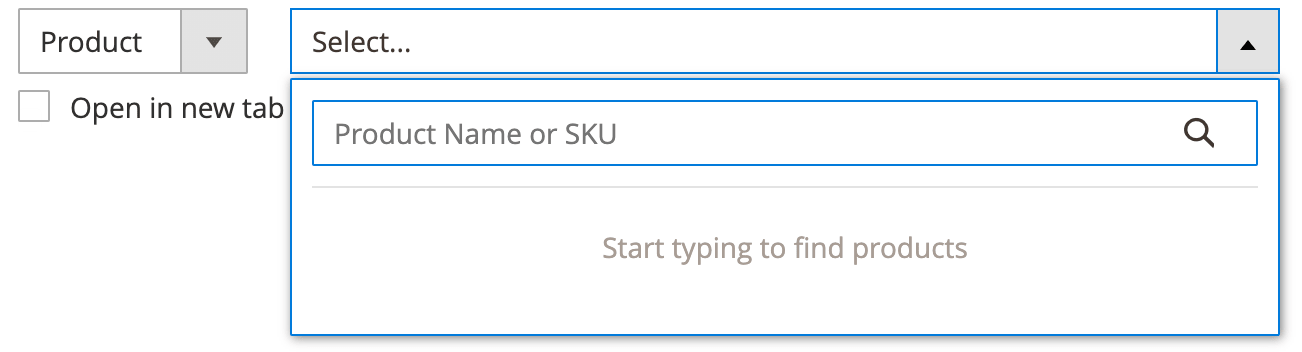 Product
Select...
Open in new tab
Product Name or SKU
Start typing to find products